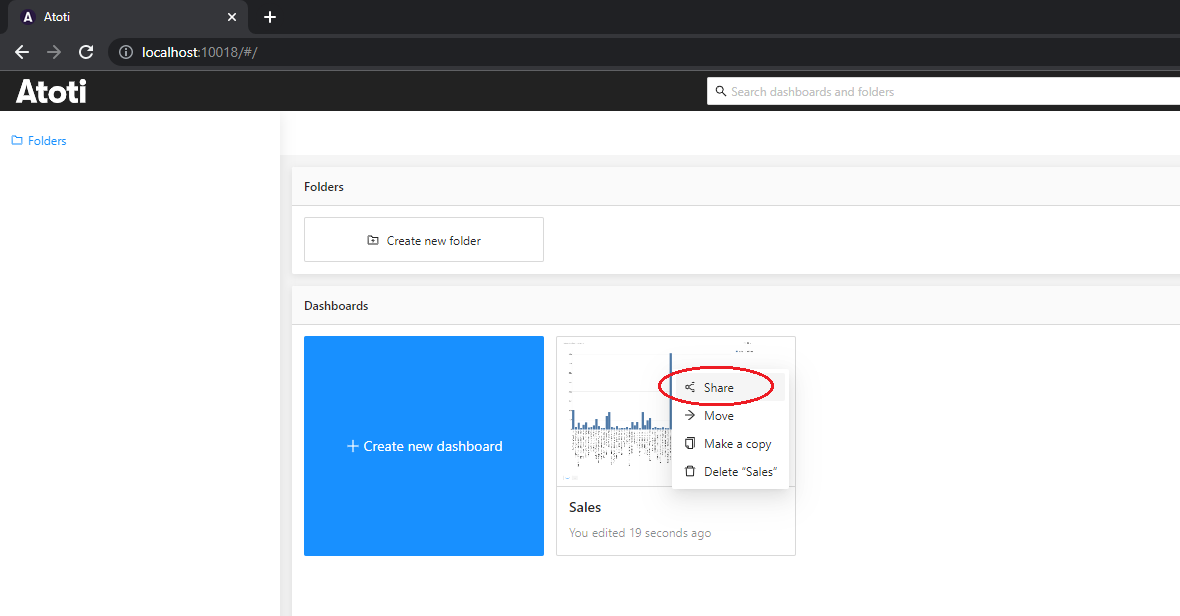 Atoti
localhost:10018/#/
Atoti
Search dashboards and folders
Folders
Folders
Create new folder
Dashboards
Create new dashboard
Share
Move
Make a copy
Delete “Sales”
Sales
You edited 19 seconds ago